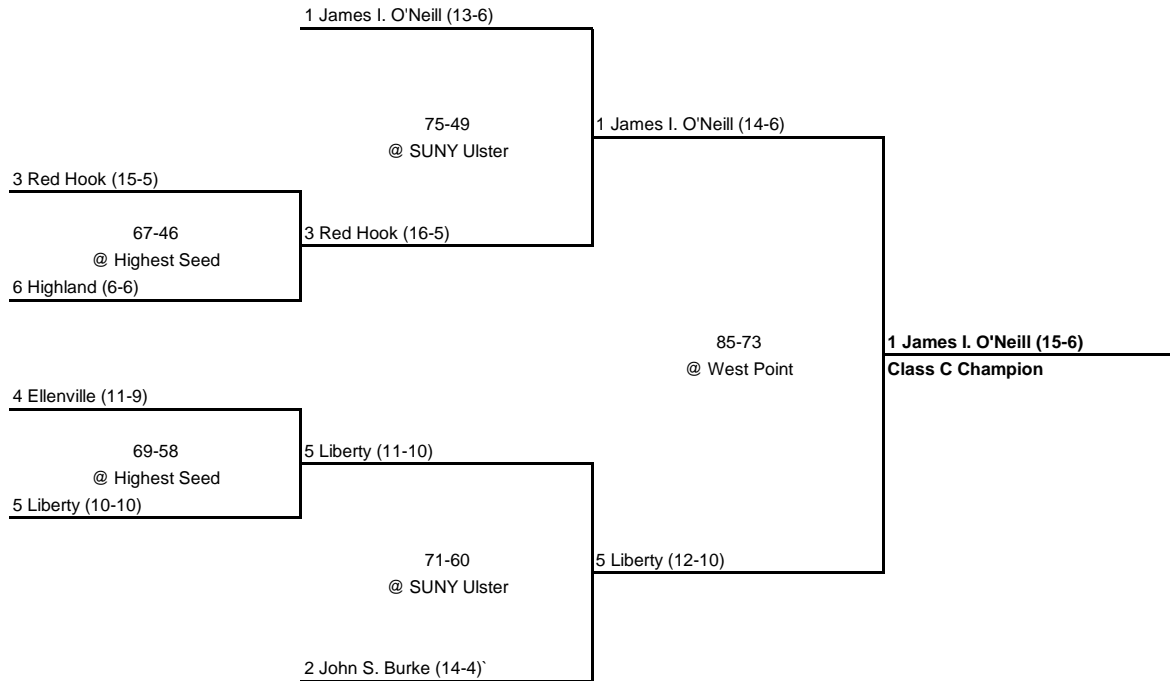 1 James I. O'Neill (13-6)
75-49
@ SUNY Ulster
1 James I. O'Neill (14-6)
3 Red Hook (15-5)
67-46
@ Highest Seed
3 Red Hook (16-5)
6 Highland (6-6)
85-73
@ West Point
1 James I. O'Neill (15-6)
Class C Champion
4 Ellenville (11-9)
69-58
@ Highest Seed
5 Liberty (11-10)
5 Liberty (10-10)
71-60
@ SUNY Ulster
5 Liberty (12-10)
2 John S. Burke (14-4)`